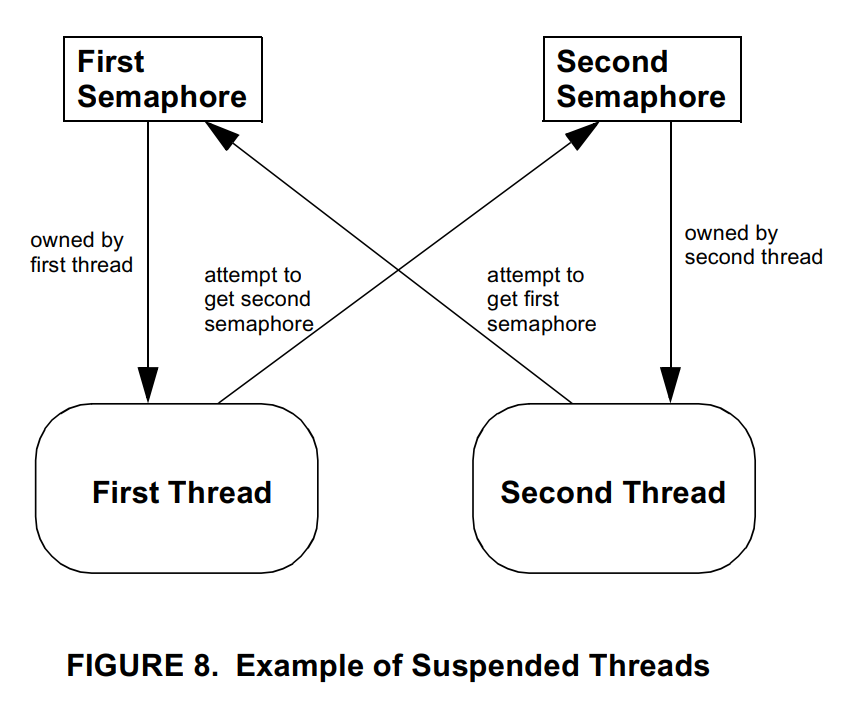 First
Semaphore
Second
Semaphore
owned by
first thread
attempt to
get second
semaphore
attempt to
get first
semaphore
owned by
second thread
First Thread
Second Thread
FIGURE 8. Example of Suspended Threads